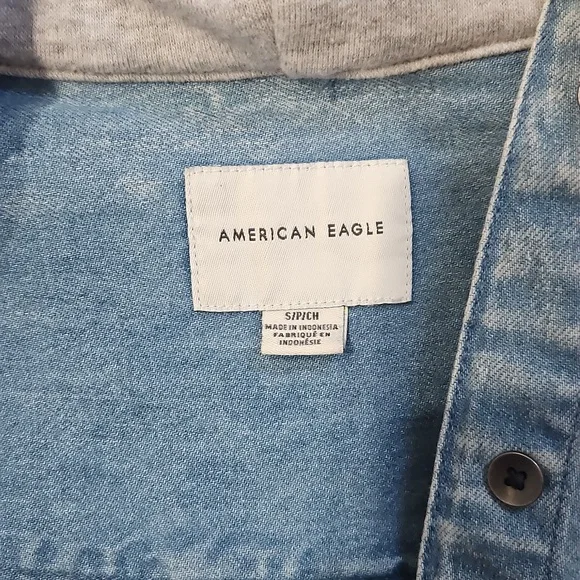 AMERICAN EAGLE
S/P/CH
MADE IN INDONESIA
FABRIQUÉ EN
INDONÉSIE